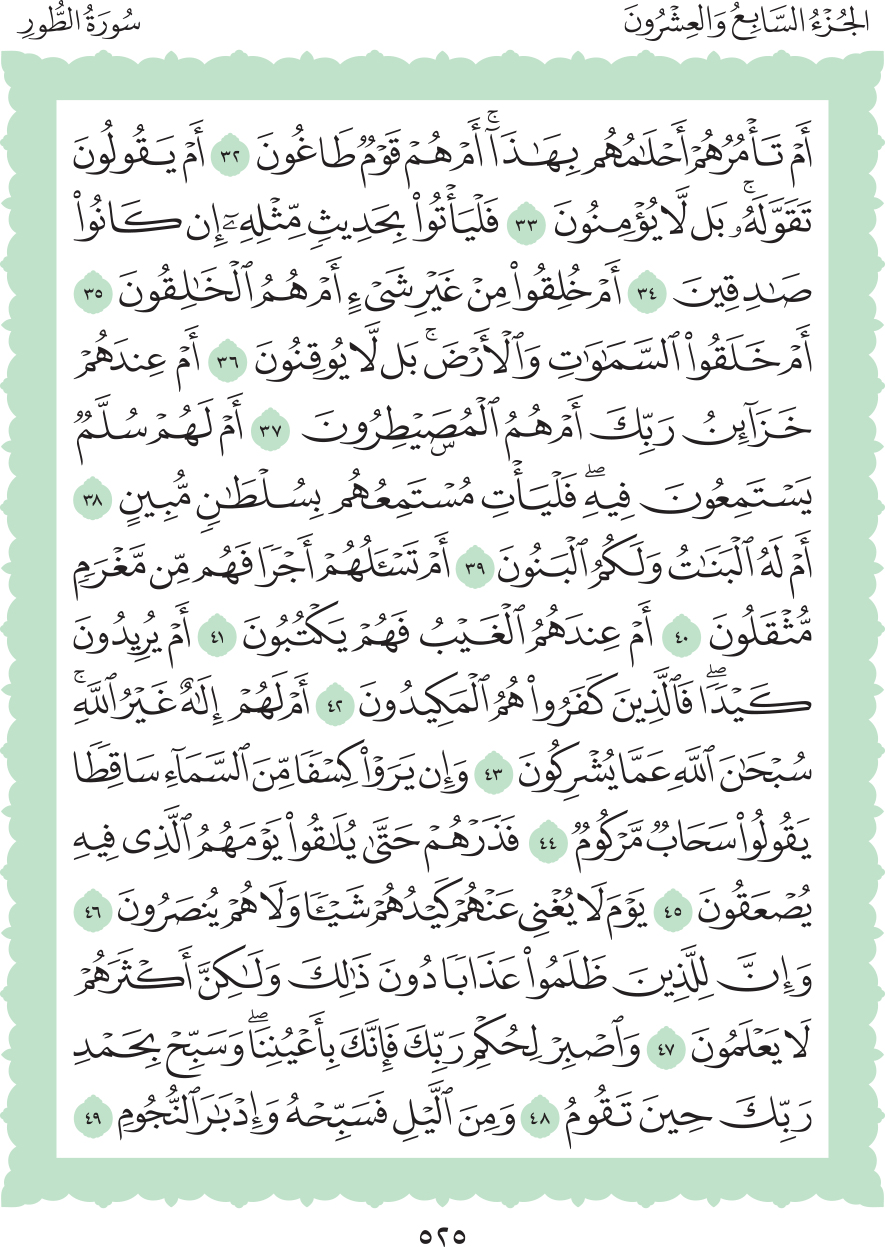 الجُزْءُ السَّابِعُ وَالعِشْرُونَ
سُورَةُ الطُّورِ
أَمْ تَأْمُرُهُمْ أَحْلَٰمُهُم بِهَٰذَآۚ أَمْ هُمْ قَوْمٌ طَاغُونَ ٣٢ أَمْ يَقُولُونَ
تَقَوَّلَهُۥۚ بَل لَّا يُؤْمِنُونَ ٣٣ فَلْيَأْتُوا۟ بِحَدِيثٍ مِّثْلِهِۦٓ إِن كَانُوا۟
صَٰدِقِينَ ٣٤ أَمْ خُلِقُوا۟ مِنْ غَيْرِ شَىْءٍ أَمْ هُمُ ٱلْخَٰلِقُونَ ٣٥
أَمْ خَلَقُوا۟ ٱلسَّمَٰوَٰتِ وَٱلْأَرْضَۚ بَل لَّا يُوقِنُونَ ٣٦ أَمْ عِندَهُمْ
خَزَآئِنُ رَبِّكَ أَمْ هُمُ ٱلْمُصَۣيْطِرُونَ ٣٧ أَمْ لَهُمْ سُلَّمٌ
يَسْتَمِعُونَ فِيهِۖ فَلْيَأْتِ مُسْتَمِعُهُم بِسُلْطَٰنٍ مُّبِينٍ ٣٨
أَمْ لَهُ ٱلْبَنَٰتُ وَلَكُمُ ٱلْبَنُونَ ٣٩ أَمْ تَسْـَٔلُهُمْ أَجْرًا فَهُم مِّن مَّغْرَمٍ
مُّثْقَلُونَ ٤٠ أَمْ عِندَهُمُ ٱلْغَيْبُ فَهُمْ يَكْتُبُونَ ٤١ أَمْ يُرِيدُونَ
كَيْدًاۖ فَٱلَّذِينَ كَفَرُوا۟ هُمُ ٱلْمَكِيدُونَ ٤٢ أَمْ لَهُمْ إِلَٰهٌ غَيْرُ ٱللَّهِۚ
سُبْحَٰنَ ٱللَّهِ عَمَّا يُشْرِكُونَ ٤٣ وَإِن يَرَوْا۟ كِسْفًا مِّنَ ٱلسَّمَآءِ سَاقِطًا
يَقُولُوا۟ سَحَابٌ مَّرْكُومٌ ٤٤ فَذَرْهُمْ حَتَّىٰ يُلَٰقُوا۟ يَوْمَهُمُ ٱلَّذِى فِيهِ
يُصْعَقُونَ ٤٥ يَوْمَ لَا يُغْنِى عَنْهُمْ كَيْدُهُمْ شَيْـًٔا وَلَا هُمْ يُنصَرُونَ ٤٦
وَإِنَّ لِلَّذِينَ ظَلَمُوا۟ عَذَابًا دُونَ ذَٰلِكَ وَلَٰكِنَّ أَكْثَرَهُمْ
لَا يَعْلَمُونَ ٤٧ وَٱصْبِرْ لِحُكْمِ رَبِّكَ فَإِنَّكَ بِأَعْيُنِنَاۖ وَسَبِّحْ بِحَمْدِ
رَبِّكَ حِينَ تَقُومُ ٤٨ وَمِنَ ٱلَّيْلِ فَسَبِّحْهُ وَإِدْبَٰرَ ٱلنُّجُومِ ٤٩
٥٢٥